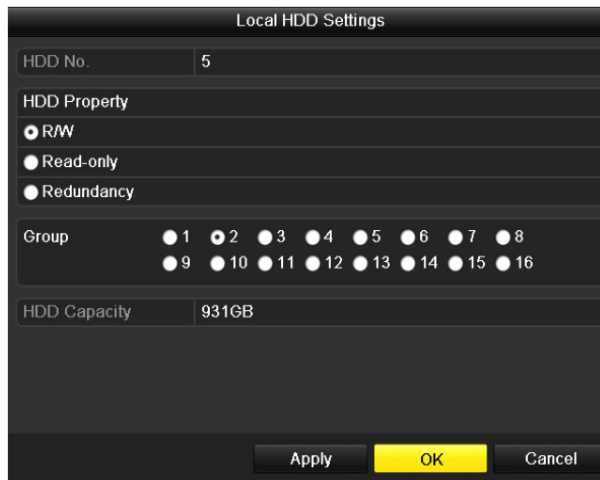 Local HDD Settings
HDD No. 5
HDD Property
R/W
Read-only
Redundancy
Group 1 2 3 4 5 6 7 8
9 10 11 12 13 14 15 16
HDD Capacity 931GB
Apply OK Cancel